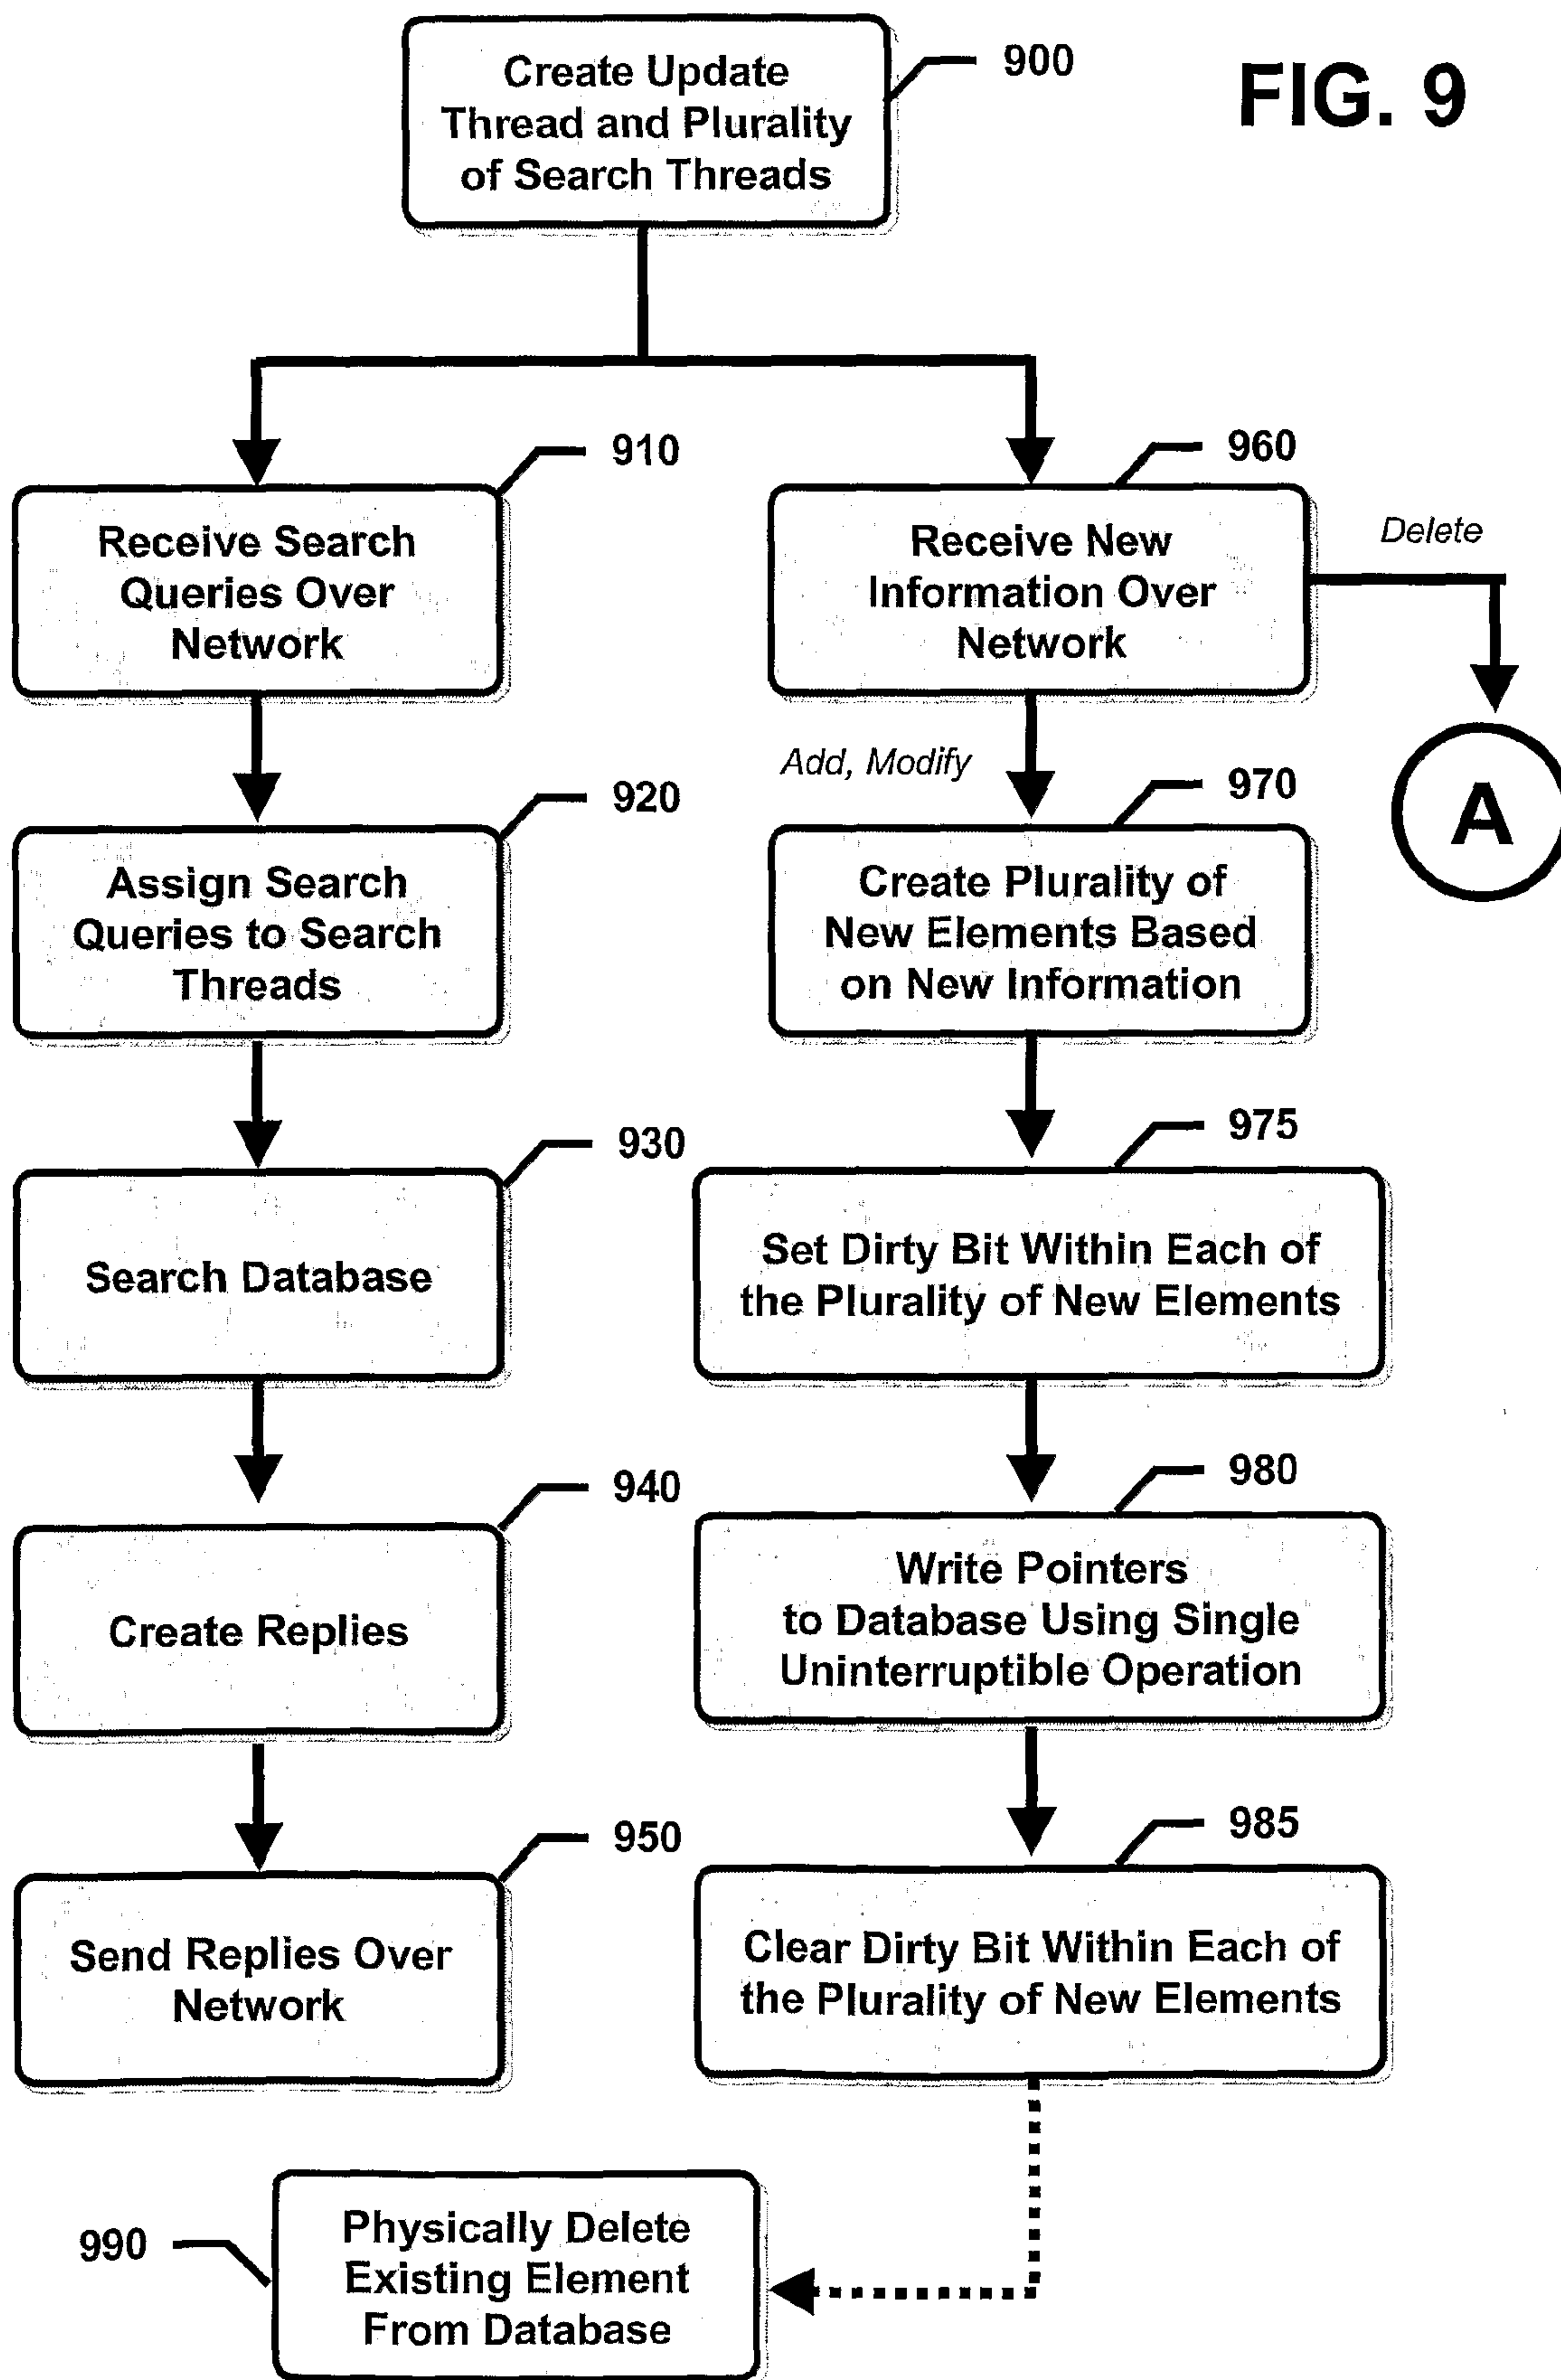 FIG. 9
Create Update
Thread and Plurality
of Search Threads
900
910
Receive Search
Queries Over
Network
920
Assign Search
Queries to Search
Threads
930
Search Database
940
Create Replies
950
Send Replies Over
Network
960
Receive New
Information Over
Network
Delete
A
Add, Modify
970
Create Plurality of
New Elements Based
on New Information
975
Set Dirty Bit Within Each of
the Plurality of New Elements
980
Write Pointers
to Database Using Single
Uninterruptible Operation
985
Clear Dirty Bit Within Each of
the Plurality of New Elements
990
Physically Delete
Existing Element
From Database